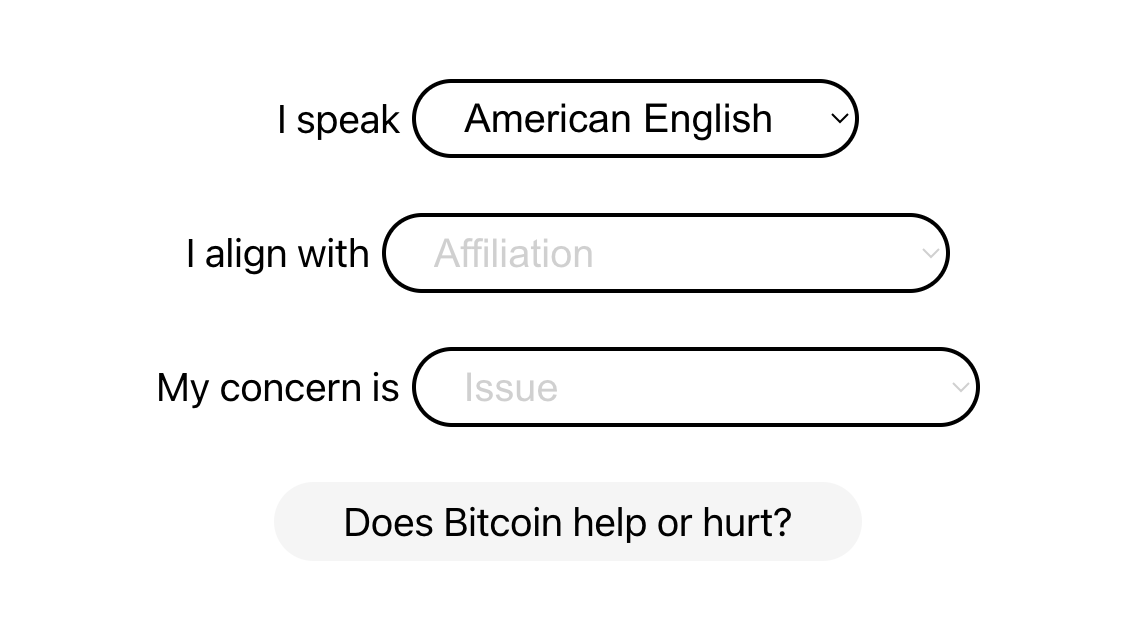 I speak American English
I align with Affiliation
My concern is Issue
Does Bitcoin help or hurt?